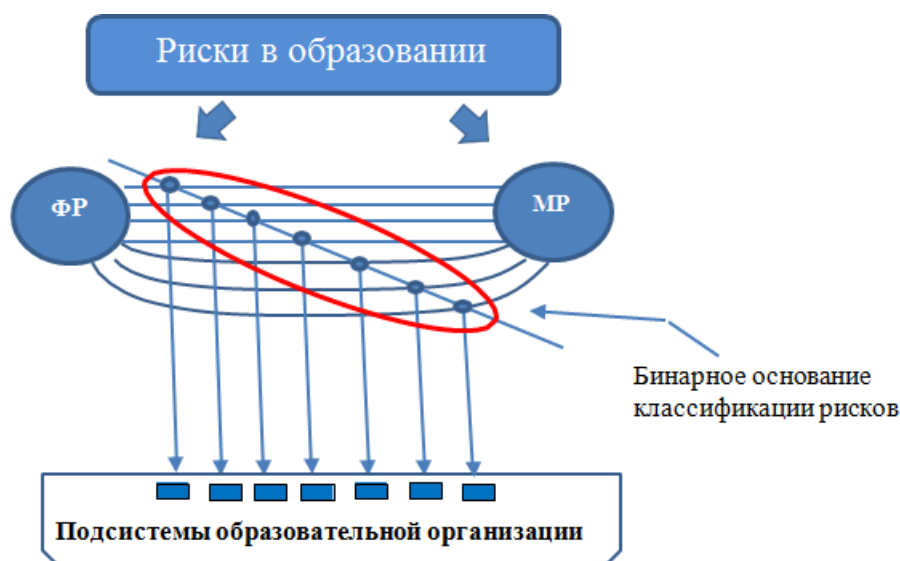 Риски в образовании
ФР
МР
Бинарное основание
классификации рисков
Подсистемы образовательной организации